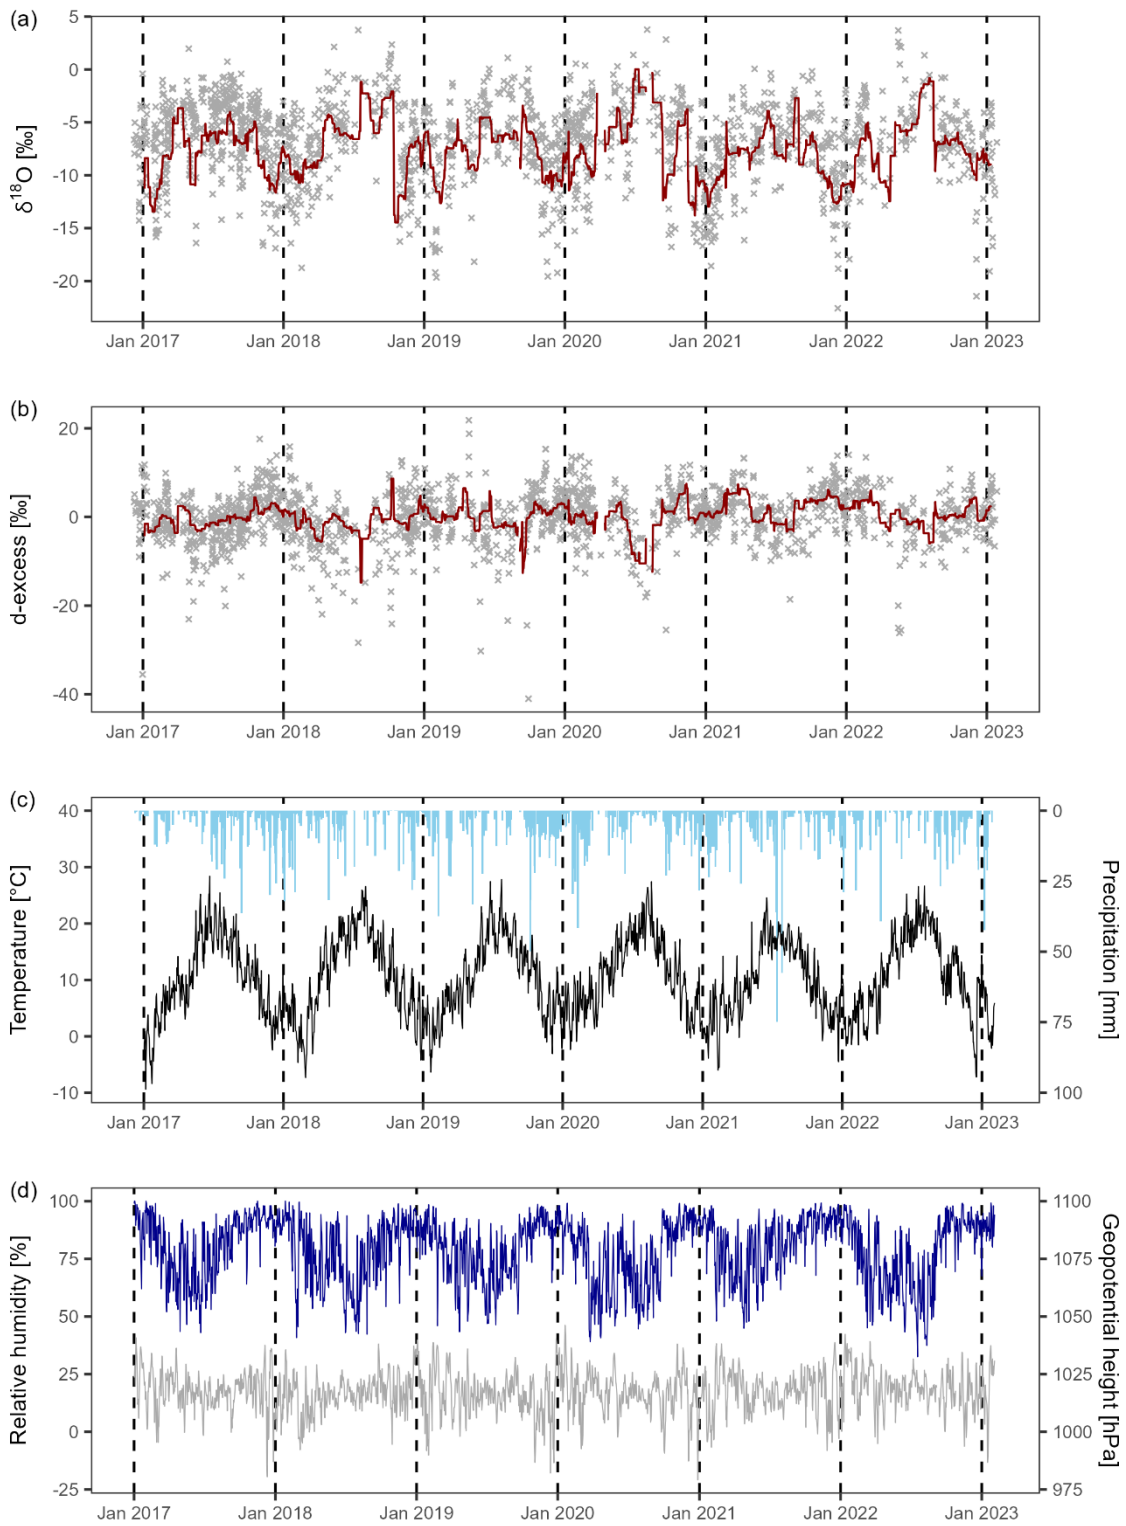 (a)
5
0
-5
-10
-15
-20
δ18O [‰]
Jan 2017 Jan 2018 Jan 2019 Jan 2020 Jan 2021 Jan 2022 Jan 2023
(b)
20
0
-20
-40
d-excess [‰]
Jan 2017 Jan 2018 Jan 2019 Jan 2020 Jan 2021 Jan 2022 Jan 2023
(c)
40
30
20
10
0
-10
Temperature [°C]
0
25
50
75
100
Precipitation [mm]
Jan 2017 Jan 2018 Jan 2019 Jan 2020 Jan 2021 Jan 2022 Jan 2023
(d)
100
75
50
25
0
-25
Relative humidity [%]
1100
1075
1050
1025
1000
975
Geopotential height [hPa]
Jan 2017 Jan 2018 Jan 2019 Jan 2020 Jan 2021 Jan 2022 Jan 2023